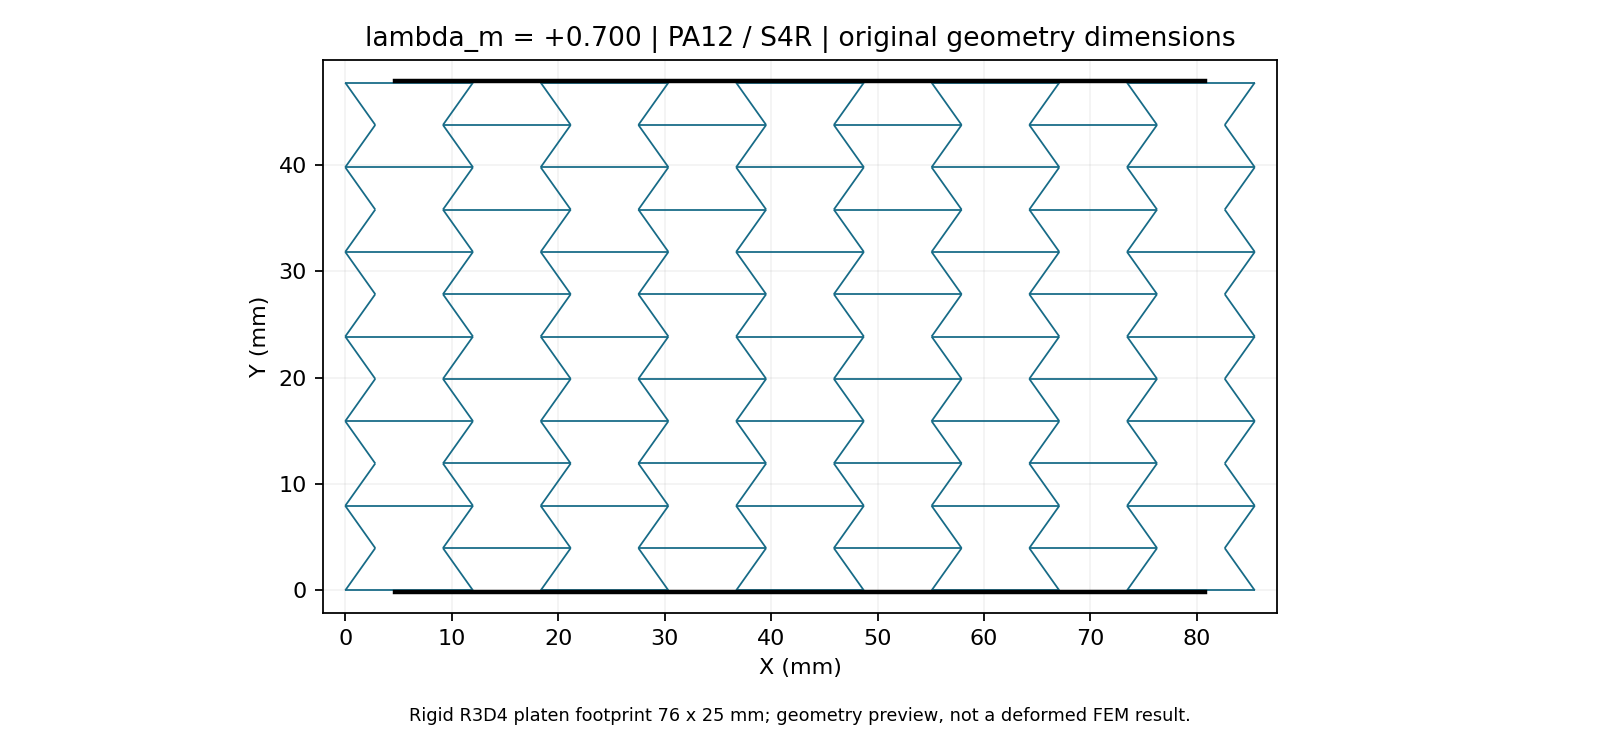 lambda_m = +0.700 | PA12 / S4R | original geometry dimensions
Y (mm)
40
30
20
10
0
0 10 20 30 40 50 60 70 80
X (mm)
Rigid R3D4 platen footprint 76 x 25 mm; geometry preview, not a deformed FEM result.